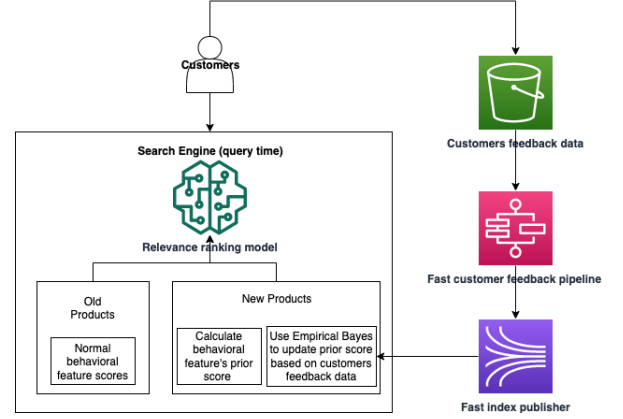 Customers
Customers feedback data
Search Engine (query time)
Relevance ranking model
Fast customer feedback pipeline
Old
Products
Normal
behavioral
feature scores
New Products
Calculate
behavioral
feature's prior
score
Use Empirical Bayes
to update prior score
based on customers
feedback data
Fast index publisher